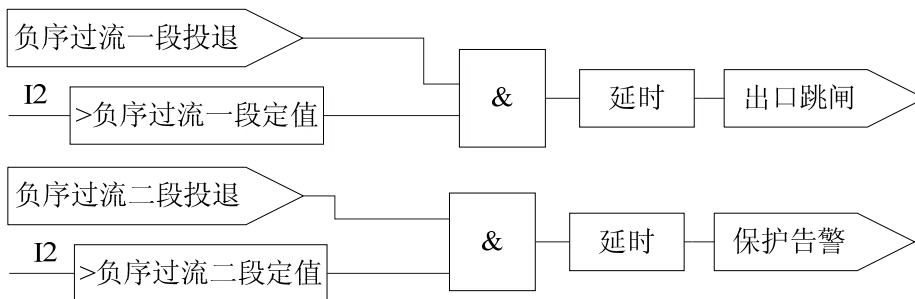 负序过流一段投退
I2
>负序过流一段定值
&
延时
出口跳闸
负序过流二段投退
I2
>负序过流二段定值
&
延时
保护告警